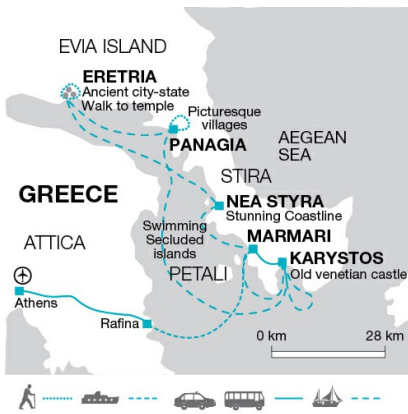 EVIA ISLAND
ERETRIA
Ancient city-state
Walk to temple
Picturesque
villages
PANAGIA
AEGEAN
SEA
STIRA
GREECE
NEA STYRA
Stunning Coastline
ATTICA
Swimming
Secluded
islands
MARMARI
PETALI
KARYSTOS
Old venetian castle
Athens
Rafina
0 km
28 km